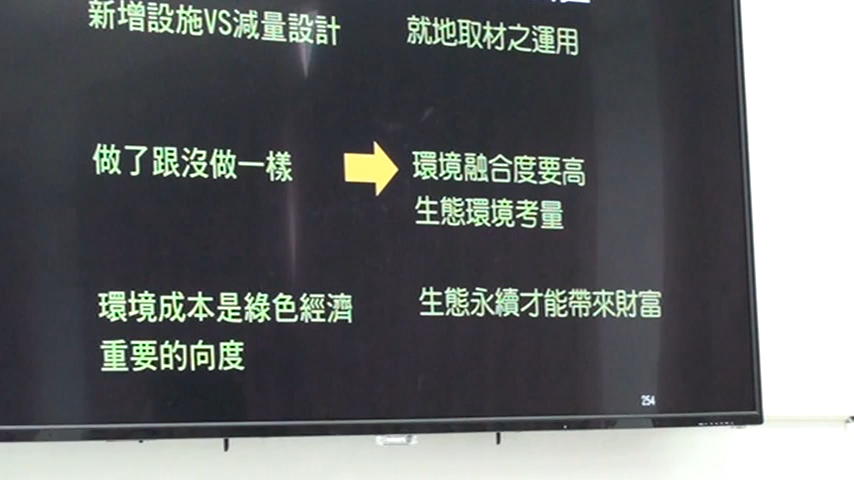 新增設施VS減量設計
就地取材之運用
做了跟沒做一樣
環境融合度要高
生態環境考量
環境成本是綠色經濟
重要的向度
生態永續才能帶來財富
254